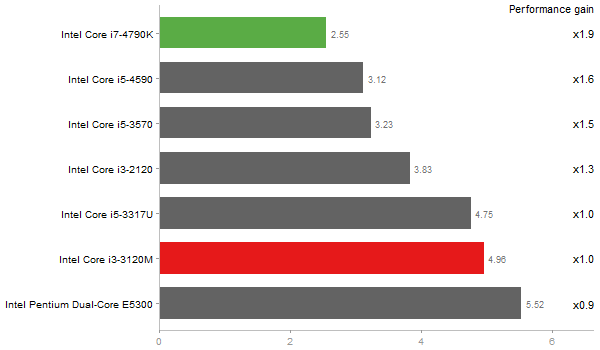 Performance gain
Intel Core i7-4790K 2.55 x1.9
Intel Core i5-4590 3.12 x1.6
Intel Core i5-3570 3.23 x1.5
Intel Core i3-2120 3.83 x1.3
Intel Core i5-3317U 4.75 x1.0
Intel Core i3-3120M 4.96 x1.0
Intel Pentium Dual-Core E5300 5.52 x0.9
0 2 4 6